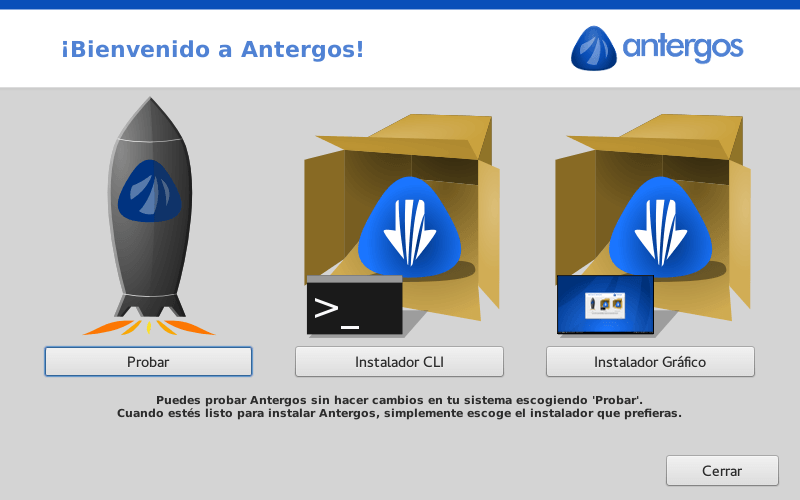 ¡Bienvenido a Antergos!
antergos
>_
Probar
Instalador CLI
Instalador Gráfico
Puedes probar Antergos sin hacer cambios en tu sistema escogiendo 'Probar'.
Cuando estés listo para instalar Antergos, simplemente escoge el instalador que prefieras.
Cerrar